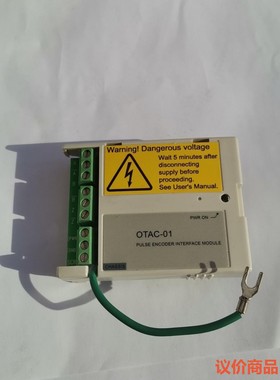 Warning! Dangerous voltage
Wait 5 minutes after
disconnecting
supply before
proceeding.
See User's Manual.
PWR ON
OTAC-01
PULSE ENCODER INTERFACE MODULE
议价商品